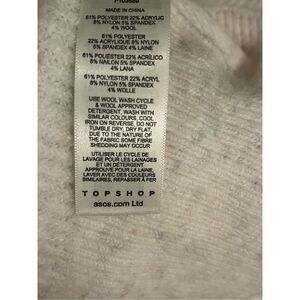 MADE IN CHINA
61% POLYESTER 22% ACRYLIC
8% NYLON 5% SPANDEX
4% WOOL
61% POLYESTER
22% ACRYLIQUE 8% NYLON
5% SPANDEX 4% LAINE
61% POLIÉSTER 22% ACRÍLICO
8% NAILON 5% SPANDEX
4% LANA
61% POLYESTER 22% ACRYL
8% NYLON 5% SPANDEX
4% WOLLE
USE WOOL WASH CYCLE
& WOOL APPROVED
DETERGENT, WASH WITH
SIMILAR COLOURS, COOL
IRON ON REVERSE, DO NOT
TUMBLE DRY, DRY FLAT,
DUE TO THE NATURE OF
THE FABRIC SOME FIBRE
SHEDDING MAY OCCUR
UTILISER LE CYCLE DE
LAVAGE POUR LES LAINAGES
ET UN DÉTERGENT
APPROUVÉ POUR LA LAINE,
LAVER AVEC DES COULEURS
SIMILAIRES, REPASSER À FER
TOPSHOP
asos.com Ltd